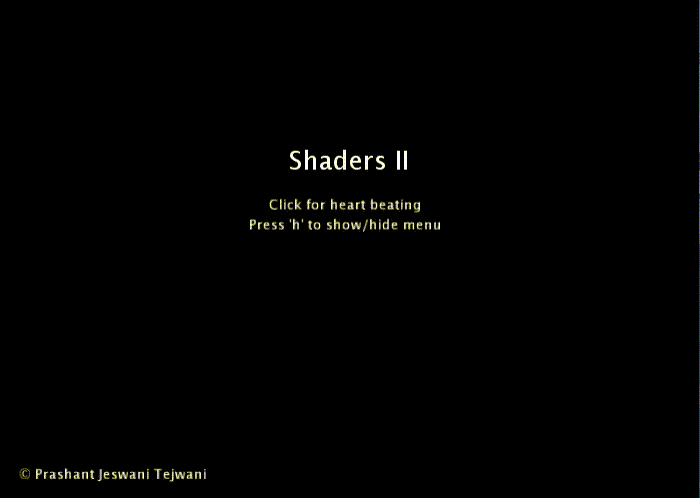 Shaders II
Click for heart beating
Press 'h' to show/hide menu
© Prashant Jeswani Tejwani